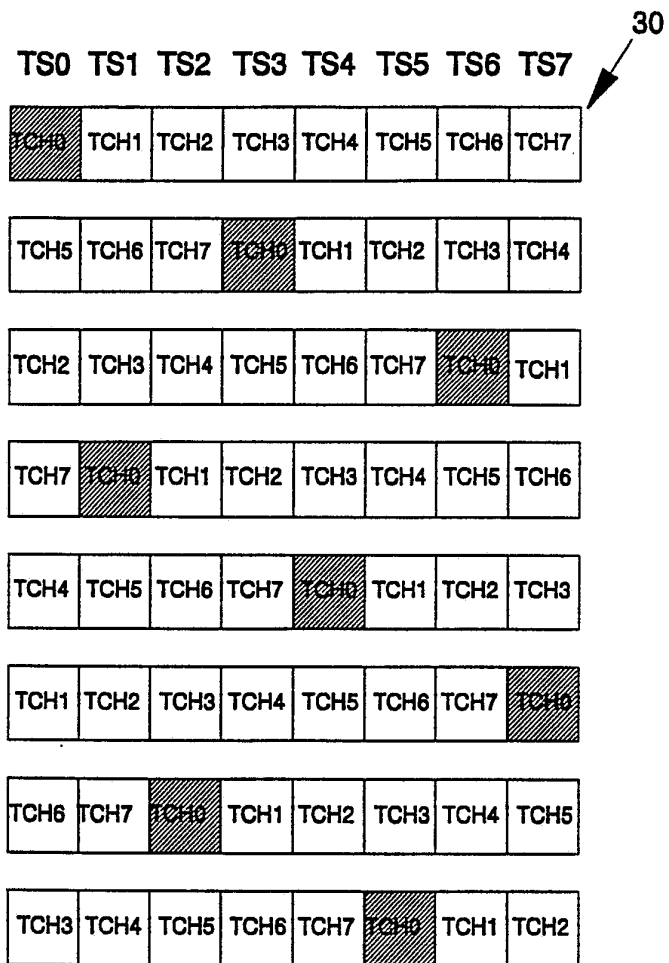 30
TS0 TS1 TS2 TS3 TS4 TS5 TS6 TS7
TCH0 TCH1 TCH2 TCH3 TCH4 TCH5 TCH6 TCH7
TCH5 TCH6 TCH7 TCH0 TCH1 TCH2 TCH3 TCH4
TCH2 TCH3 TCH4 TCH5 TCH6 TCH7 TCH0 TCH1
TCH7 TCH0 TCH1 TCH2 TCH3 TCH4 TCH5 TCH6
TCH4 TCH5 TCH6 TCH7 TCH0 TCH1 TCH2 TCH3
TCH1 TCH2 TCH3 TCH4 TCH5 TCH6 TCH7 TCH0
TCH6 TCH7 TCH0 TCH1 TCH2 TCH3 TCH4 TCH5
TCH3 TCH4 TCH5 TCH6 TCH7 TCH0 TCH1 TCH2